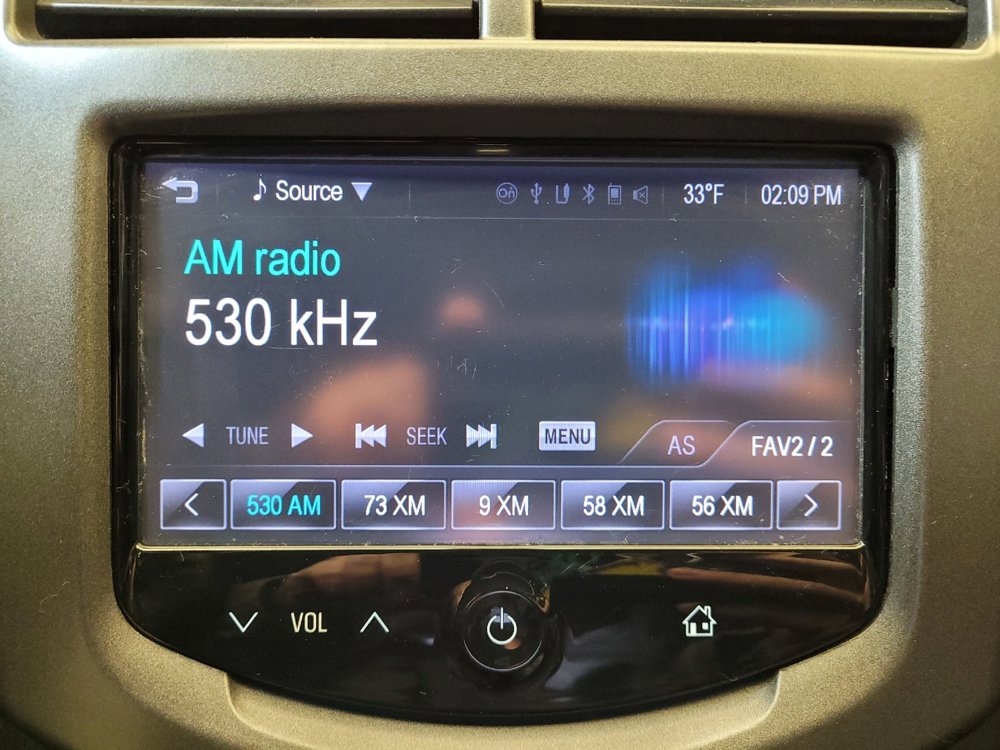 Source 33°F 02:09 PM
AM radio
530 kHz
TUNE SEEK MENU AS FAV2 / 2
530 AM 73 XM 9 XM 58 XM 56 XM
VOL